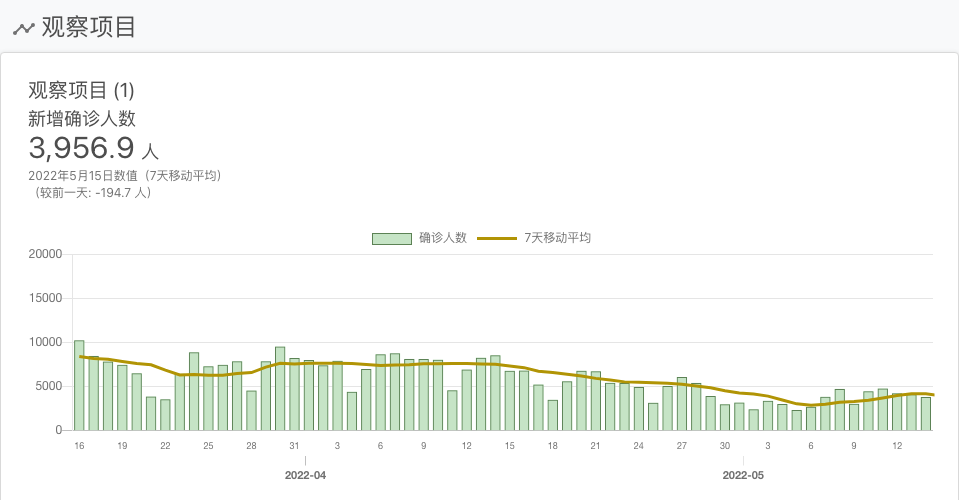 观察项目
观察项目 (1)
新增确诊人数
3,956.9 人
2022年5月15日数值（7天移动平均）
（较前一天: -194.7 人）
确诊人数 7天移动平均
20000
15000
10000
5000
0
16 19 22 25 28 31 3 6 9 12 15 18 21 24 27 30 3 6 9 12
2022-04 2022-05